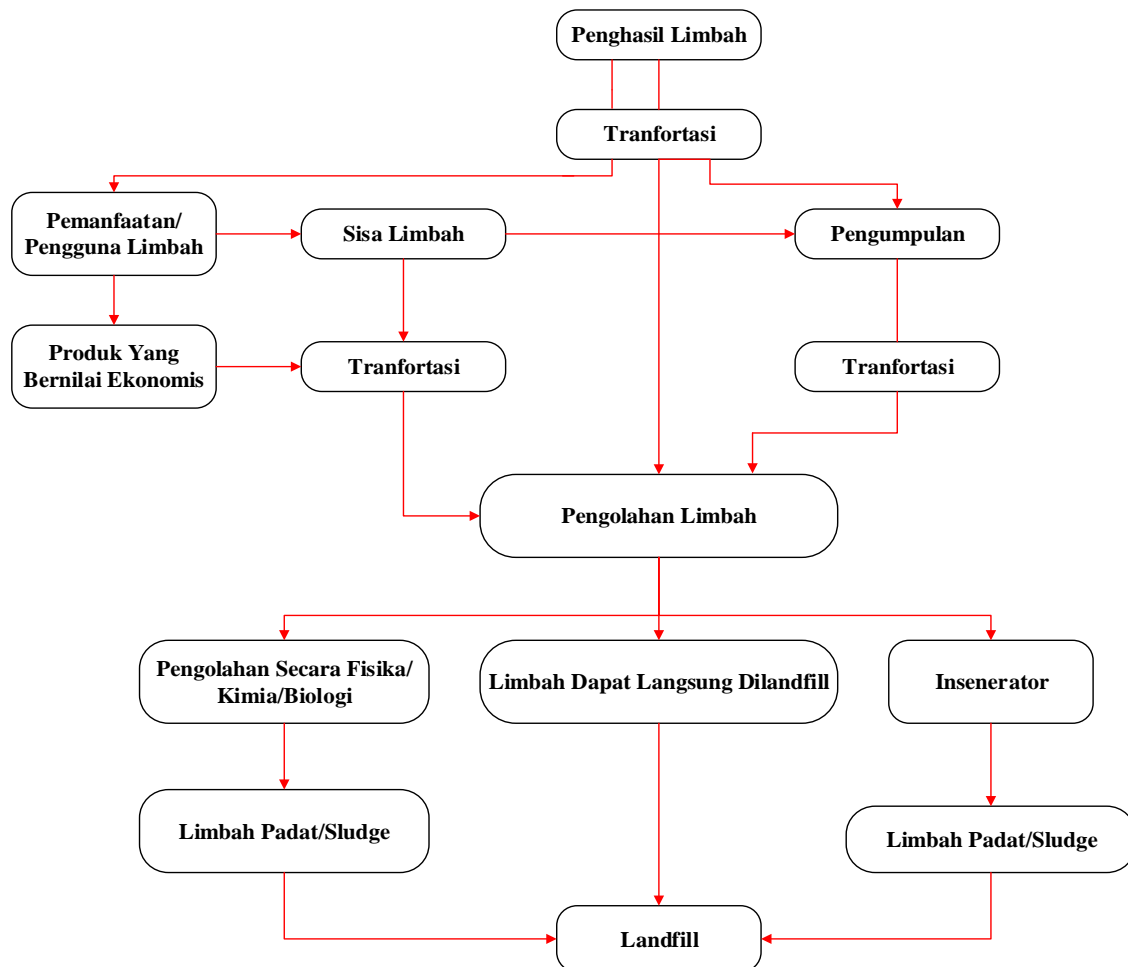 Penghasil Limbah
Tranfortasi
Pemanfaatan/
Pengguna Limbah
Sisa Limbah
Pengumpulan
Produk Yang
Bernilai Ekonomis
Tranfortasi
Tranfortasi
Pengolahan Limbah
Pengolahan Secara Fisika/
Kimia/Biologi
Limbah Dapat Langsung Dilandfill
Insenerator
Limbah Padat/Sludge
Limbah Padat/Sludge
Landfill